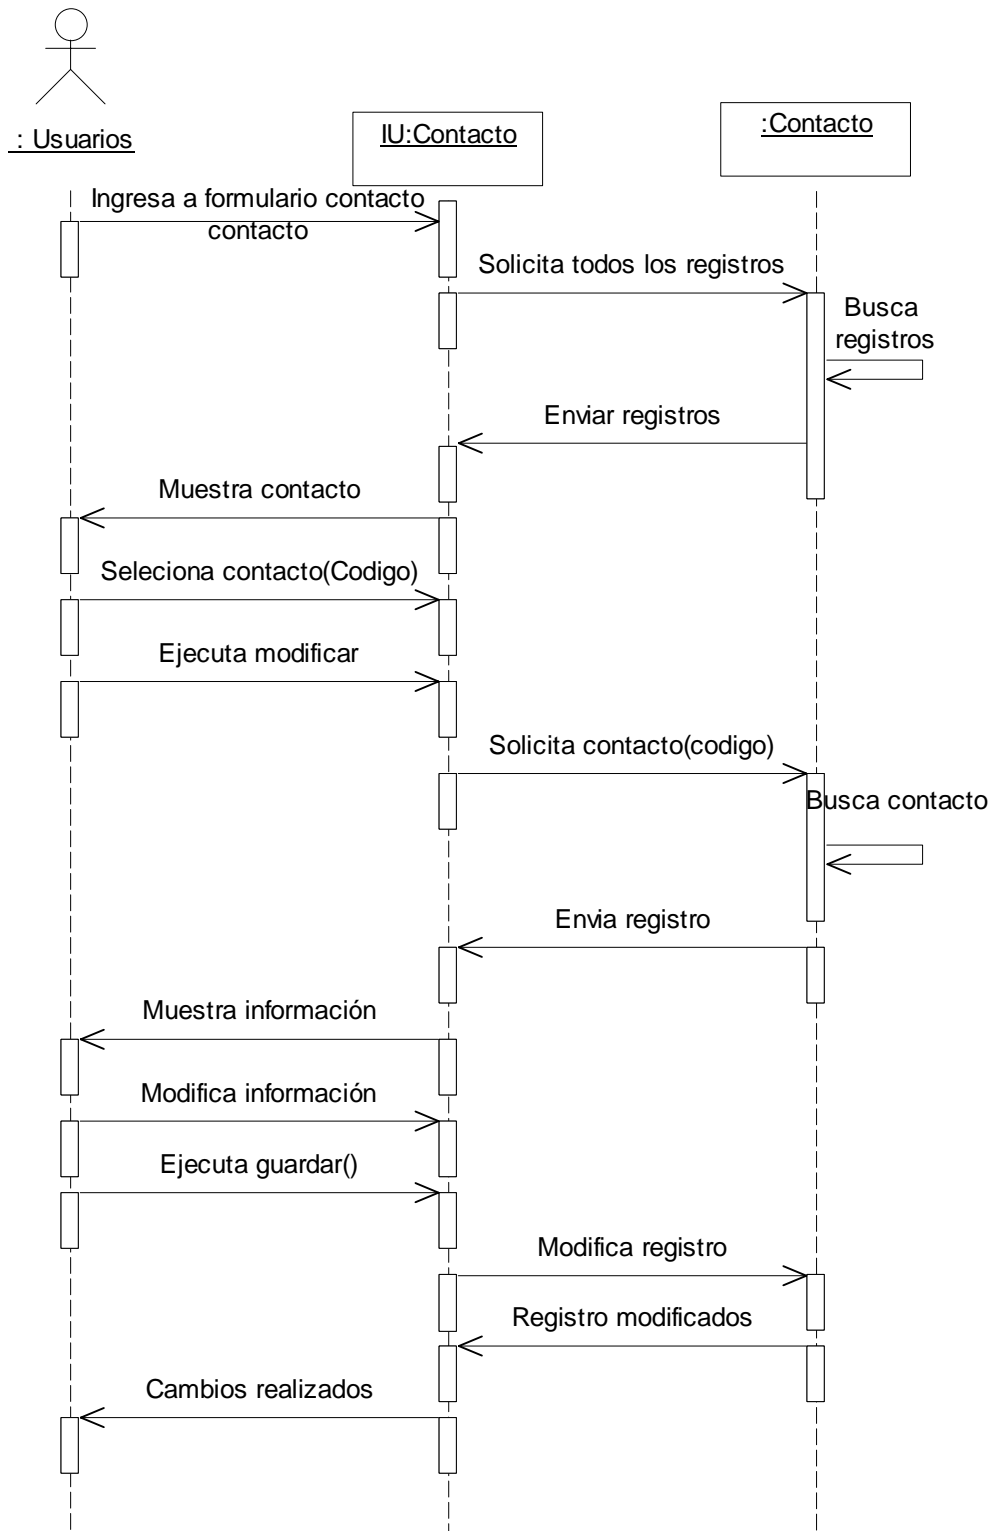 : Usuarios
IU:Contacto
:Contacto
Ingresa a formulario contacto
contacto
Solicita todos los registros
Busca
registros
Enviar registros
Muestra contacto
Seleciona contacto(Codigo)
Ejecuta modificar
Solicita contacto(codigo)
Busca contacto
Envia registro
Muestra información
Modifica información
Ejecuta guardar()
Modifica registro
Registro modificados
Cambios realizados